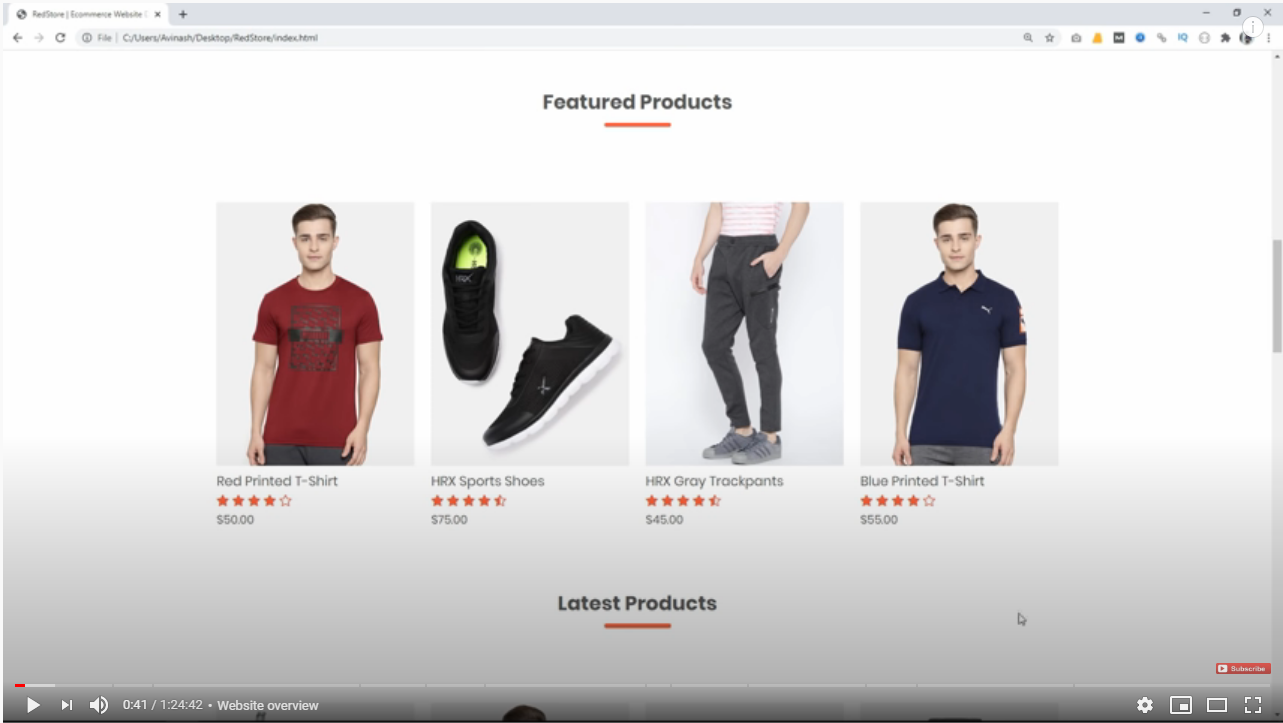 RedStore | Ecommerce Website
File | C:/Users/Avinash/Desktop/RedStore/index.html
IQ
Featured Products
HRX
Red Printed T-Shirt
HRX Sports Shoes
HRX Gray Trackpants
Blue Printed T-Shirt
$50.00
$75.00
$45.00
$55.00
Latest Products
Subscribe
0:41 / 1:24:42 • Website overview